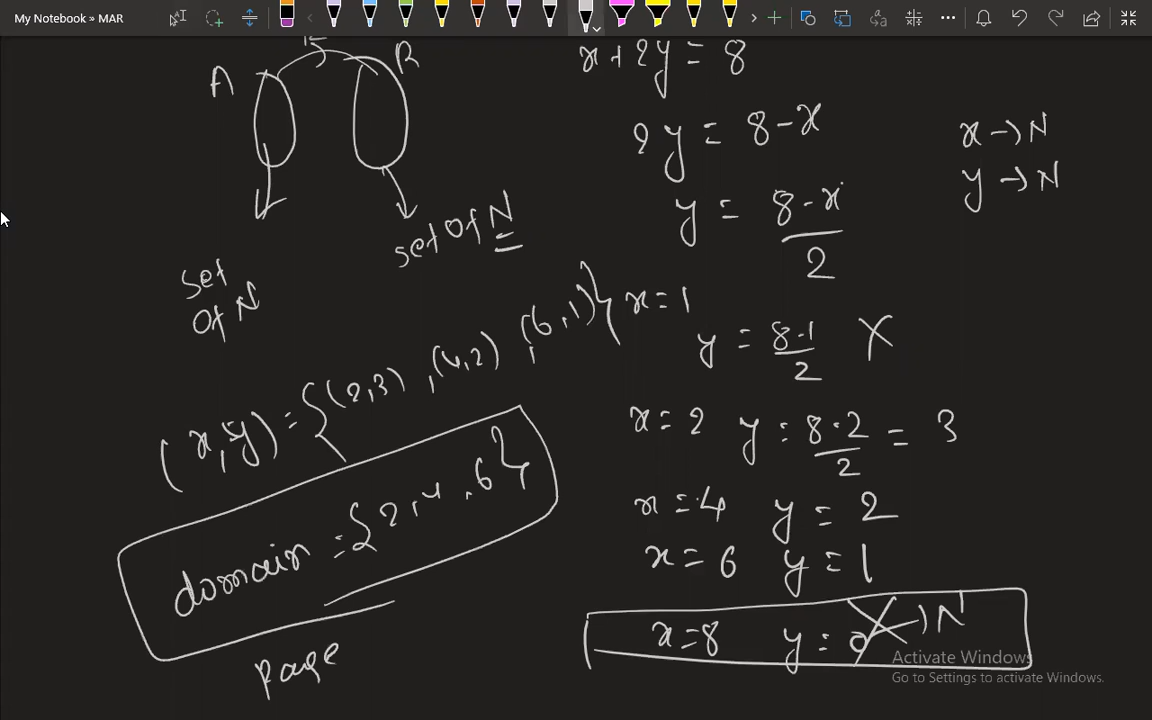 My Notebook » MAR
R
A
B
x+2y = 8
2y = 8-x
x → N
y → N
y = 8-x / 2
set of N
set of N
x = 1
y = 8-1 / 2 X
(x,y) = {(2,3), (4,2), (6,1)}
x = 2 y = 8-2 / 2 = 3
domain = {2, 4, 6}
x = 4 y = 2
x = 6 y = 1
x = 8 y = 0 → N
page
Activate Windows
Go to Settings to activate Windows.